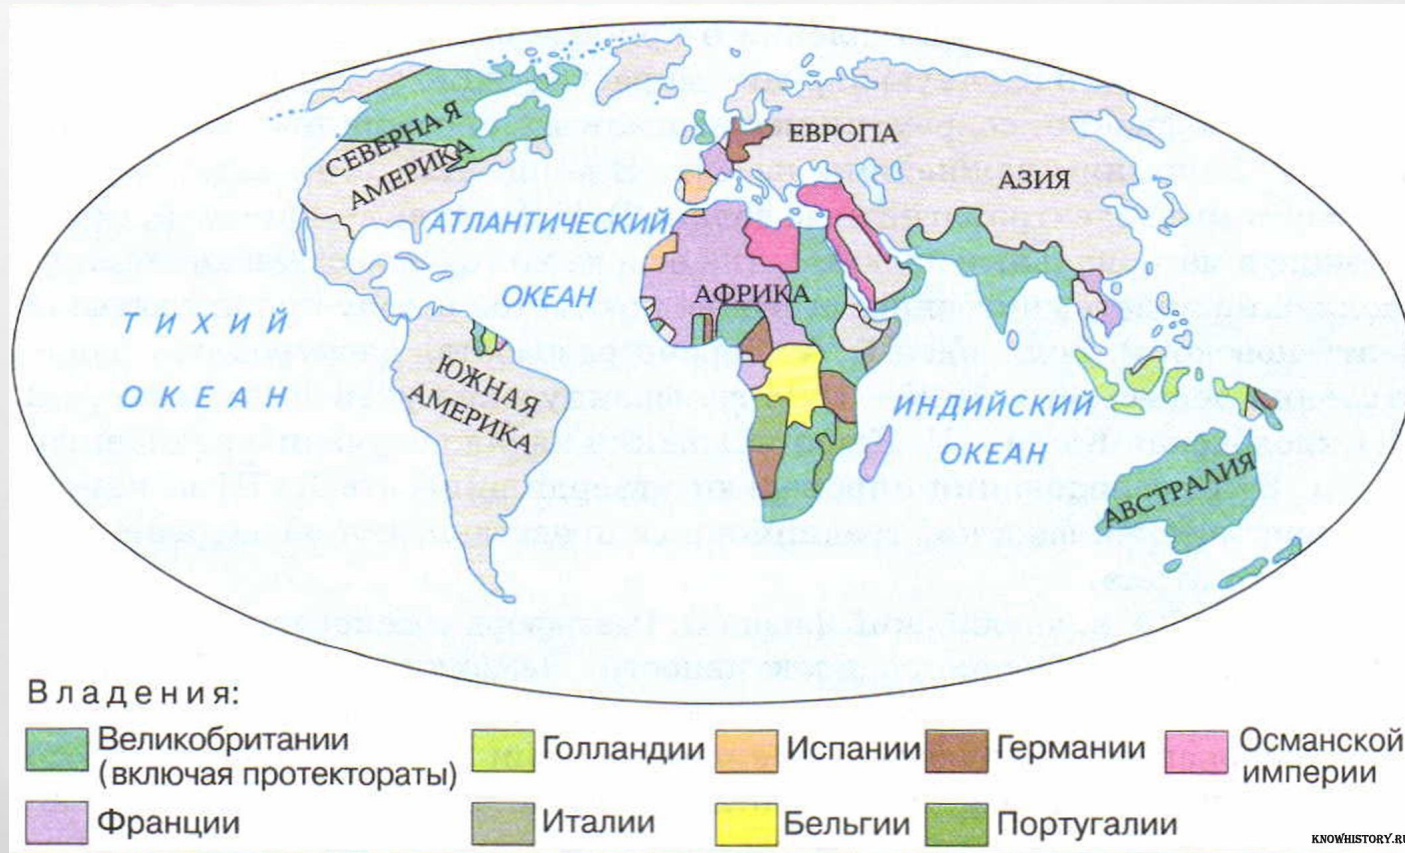 СЕВЕРНАЯ
АМЕРИКА
ЕВРОПА
АЗИЯ
АТЛАНТИЧЕСКИЙ
ОКЕАН
АФРИКА
ТИХИЙ
ОКЕАН
ЮЖНАЯ
АМЕРИКА
ИНДИЙСКИЙ
ОКЕАН
АВСТРАЛИЯ
Владения:
Великобритании
(включая протектораты)
Голландии
Испании
Германии
Османской
империи
Франции
Италии
Бельгии
Португалии
KNOWHISTORY.RU